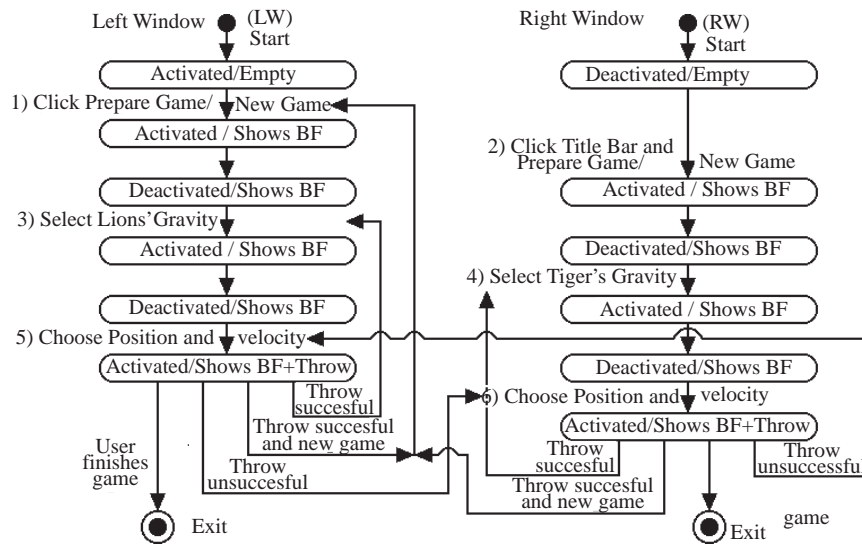 Left Window
(LW)
Start
Activated/Empty
1) Click Prepare Game/ New Game
Activated / Shows BF
Deactivated/Shows BF
3) Select Lions'Gravity
Activated / Shows BF
Deactivated/Shows BF
5) Choose Position and velocity
Activated/Shows BF+Throw
Throw
succesful
Throw succesful
and new game
User
finishes
game
Throw
unsuccesful
Exit
Right Window
(RW)
Start
Deactivated/Empty
2) Click Title Bar and
Prepare Game/ New Game
Activated / Shows BF
Deactivated/Shows BF
4) Select Tiger's Gravity
Activated / Shows BF
Deactivated/Shows BF
6) Choose Position and velocity
Activated/Shows BF+Throw
Throw
succesful
Throw
unsuccessful
Throw succesful
and new game
Exit
game